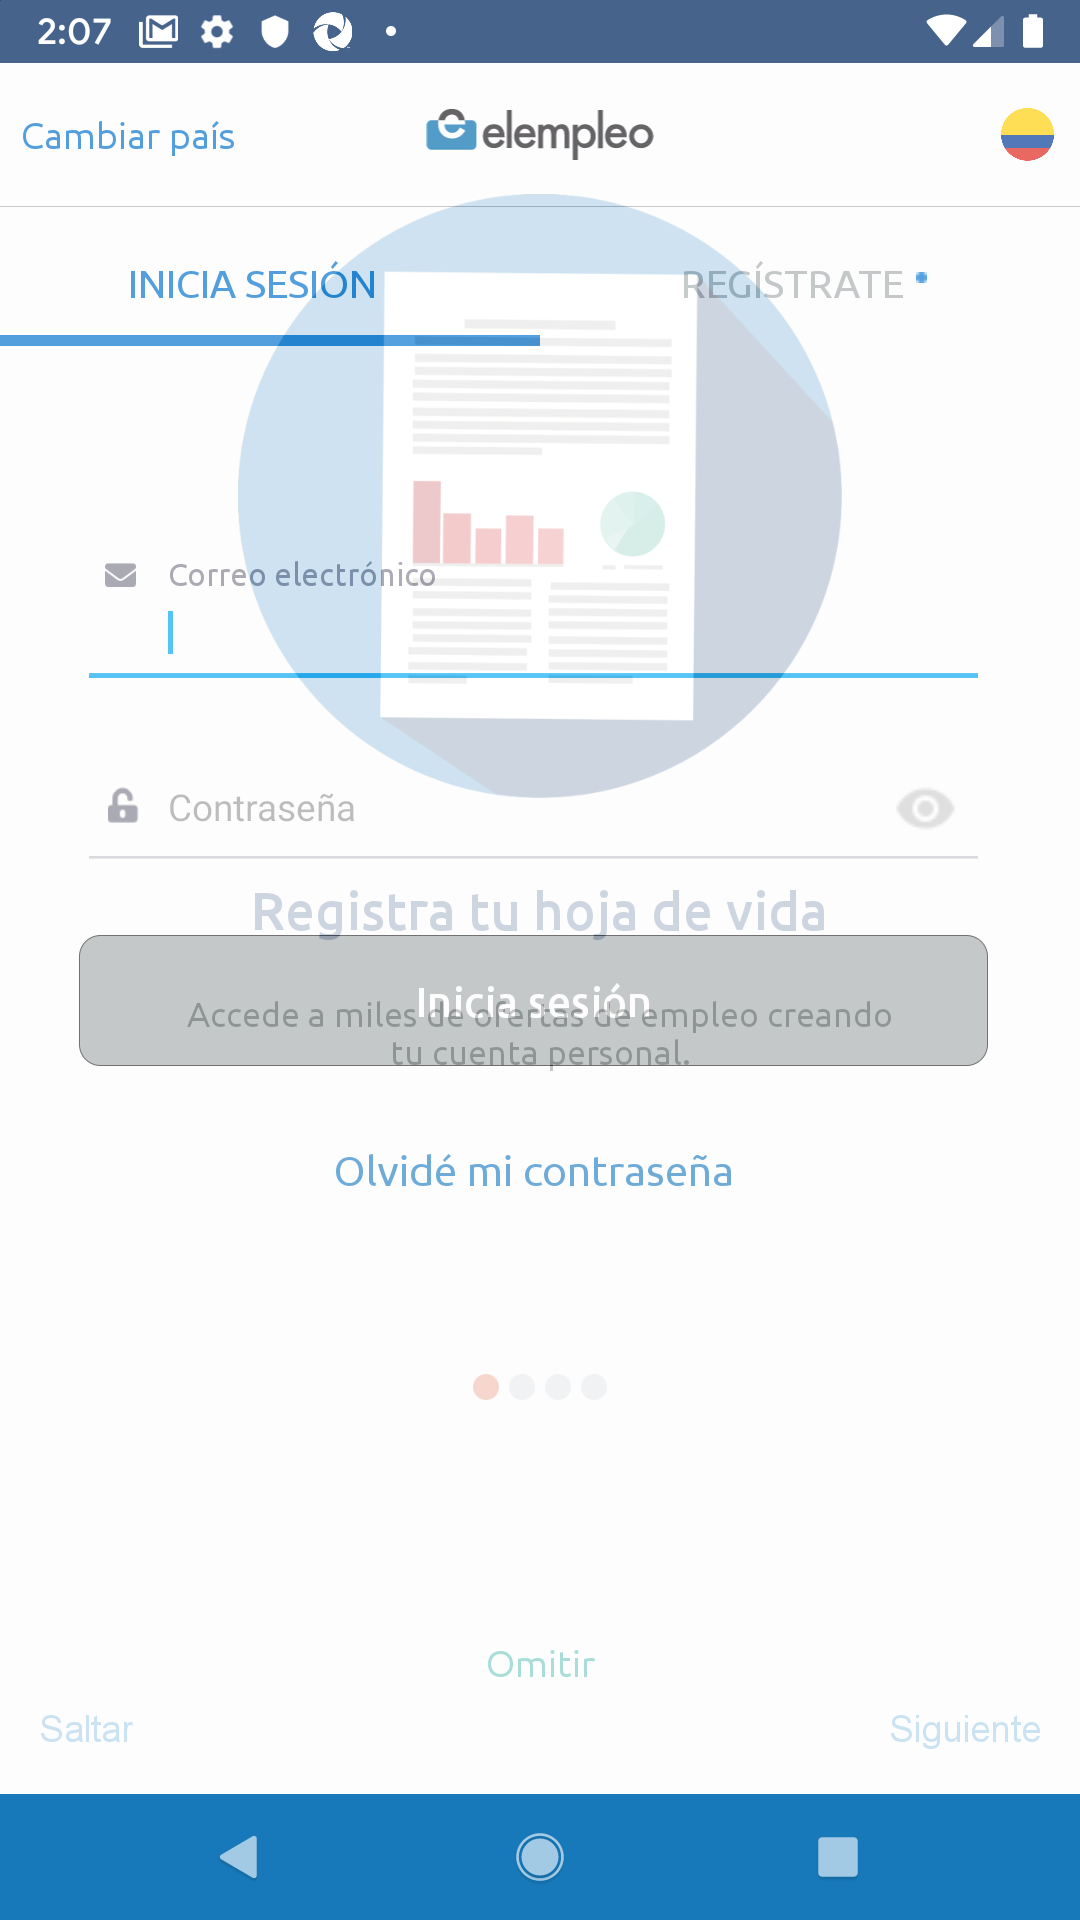 2:07
Cambiar país
elempleo
INICIA SESIÓN
REGÍSTRATE
Correo electrónico
Contraseña
Registra tu hoja de vida
Inicia sesión
Accede a miles de ofertas de empleo creando
tu cuenta personal.
Olvidé mi contraseña
Omitir
Saltar
Siguiente